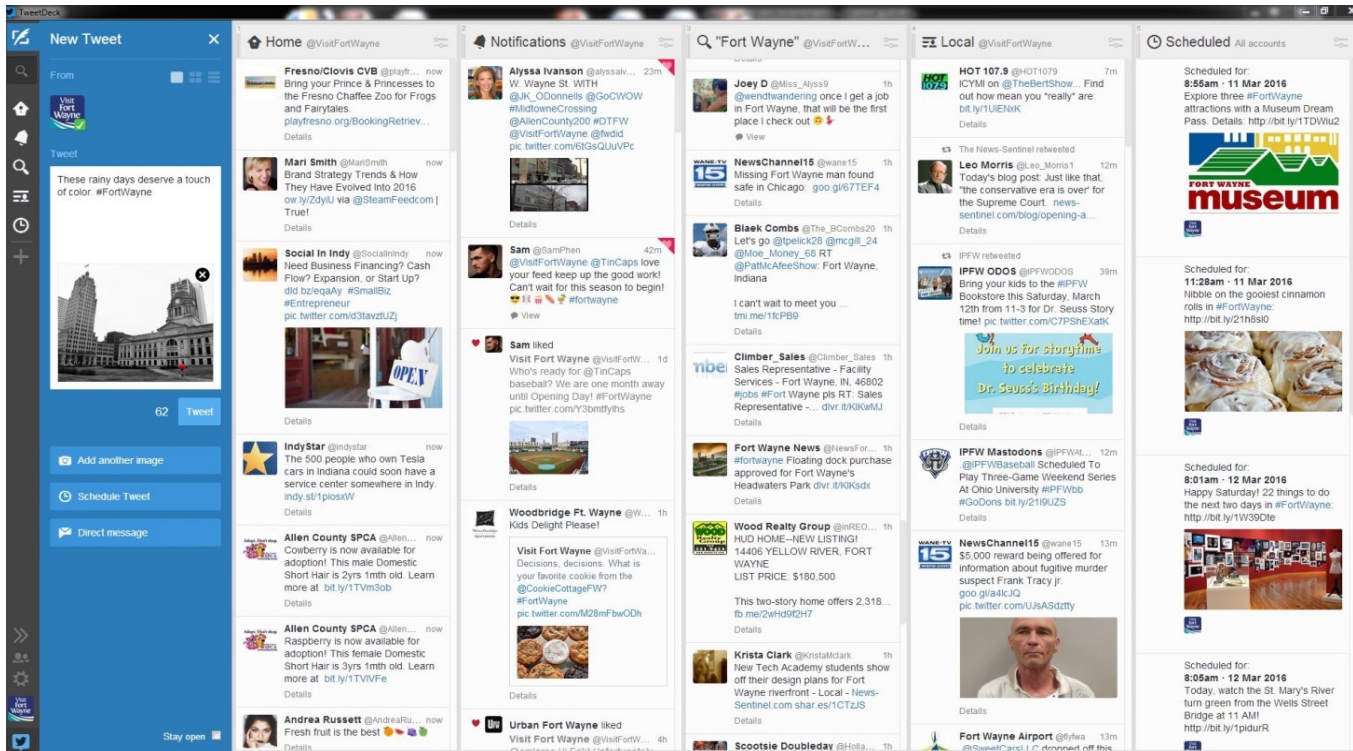 TweetDeck
New Tweet
From
Visit
Fort
Wayne
Tweet
These rainy days deserve a touch
of color. #FortWayne
62 Tweet
Add another image
Schedule Tweet
Direct message
Stay open
1
Home @VisitFortWayne
Fresno/Clovis CVB @playfr... now
Bring your Prince & Princesses to
the Fresno Chaffee Zoo for Frogs
and Fairytales.
playfresno.org/BookingRetriev...
Details
Mari Smith @MariSmith now
Brand Strategy Trends & How
They Have Evolved Into 2016
ow.ly/ZdyiU via @SteamFeedcom |
True!
Details
Social In Indy @SocialInIndy now
Need Business Financing? Cash
Flow? Expansion, or Start Up?
dld.bz/eqaAy #SmallBiz
#Entrepreneur
pic.twitter.com/d3tavztUZj
OPEN
Details
IndyStar @indystar now
The 500 people who own Tesla
cars in Indiana could soon have a
service center somewhere in Indy.
indy.st/1piosxW
Details
Allen County SPCA @Allen... now
Cowberry is now available for
adoption! This male Domestic
Short Hair is 2yrs 1mth old. Learn
more at bit.ly/1TVm3ob
Details
Allen County SPCA @Allen... now
Raspberry is now available for
adoption! This female Domestic
Short Hair is 3yrs 1mth old. Learn
more at bit.ly/1TVlVFe
Details
Andrea Russett @AndreaRu... now
Fresh fruit is the best
Details
2
Notifications @VisitFortWayne
Alyssa Ivanson @alyssaiv... 23m
W. Wayne St. WITH
@JK_ODonnells @GoCWOW
#MidtowneCrossing
@AllenCounty200 #DTFW
@VisitFortWayne @fwdid
pic.twitter.com/6tGsQUuVPc
Details
Sam @SamPhen 42m
@VisitFortWayne @TinCaps love
your feed keep up the good work!
Can't wait for this season to begin!
#fortwayne
View
Sam liked
Visit Fort Wayne @VisitFortW... 1d
Who's ready for @TinCaps
baseball? We are one month away
until Opening Day! #FortWayne
pic.twitter.com/Y3bmtfyihs
Details
Woodbridge Ft. Wayne @W... 1h
Kids Delight Please!
Visit Fort Wayne @VisitFortWa...
Decisions, decisions. What is
your favorite cookie from the
@CookieCottageFW?
#FortWayne
pic.twitter.com/M28mFbwODh
Details
Urban Fort Wayne liked
Visit Fort Wayne @VisitFortW... 4h
3
"Fort Wayne" @VisitFortW...
Details
Joey D @Miss_Alyss9 1h
@wendtwandering once I get a job
in Fort Wayne, that will be the first
place I check out
View
WANE-TV
15
NewsChannel15 @wane15 1h
Missing Fort Wayne man found
safe in Chicago: goo.gl/67TEF4
Details
Blaek Combs @The_BCombs20 1h
Let's go @tpelick28 @mcgill_24
@Moe_Money_68 RT
@PatMcAfeeShow: Fort Wayne,
Indiana
I can't wait to meet you ...
tmi.me/1fcPB9
Details
Climber_Sales @Climber_Sales 1h
Sales Representative - Facility
Services - Fort Wayne, IN, 46802
#jobs #Fort Wayne pls RT: Sales
Representative -... dlvr.it/KlKwMJ
Details
Fort Wayne News @NewsFor... 1h
#fortwayne Floating dock purchase
approved for Fort Wayne's
Headwaters Park dlvr.it/KlKsdx
Details
WOOD
Realty
Group
Wood Realty Group @inREO... 1h
HUD HOME--NEW LISTING!
14406 YELLOW RIVER, FORT
WAYNE
LIST PRICE: $180,500
This two-story home offers 2,318...
fb.me/2wHd9f2H7
Details
Krista Clark @KristaMclark 1h
New Tech Academy students show
off their design plans for Fort
Wayne riverfront - Local - News-
Sentinel.com shar.es/1CTzJS
Details
Scootsie Doubleday @Holla... 1h
4
Local @VisitFortWayne
HOT
107.9
HOT 107.9 @HOT1079 7m
ICYMI on @TheBertShow... Find
out how mean you *really* are:
bit.ly/1UlENxK
Details
The News-Sentinel retweeted
Leo Morris @Leo_Morris1 12m
Today's blog post: Just like that,
"the conservative era is over' for
the Supreme Court. news-
sentinel.com/blog/opening-a...
Details
IPFW retweeted
IPFW ODOS @IPFWODOS 39m
Bring your kids to the #IPFW
Bookstore this Saturday, March
12th from 11-3 for Dr. Seuss Story
time! pic.twitter.com/C7PShEXatK
Join us for storytime
to celebrate
Dr. Seuss's Birthday!
Details
IPFW Mastodons @IPFWAt... 12m
.@IPFWBaseball Scheduled To
Play Three-Game Weekend Series
At Ohio University #IPFWbb
#GoDons bit.ly/21I9UZS
Details
WANE-TV
15
NewsChannel15 @wane15 13m
$5,000 reward being offered for
information about fugitive murder
suspect Frank Tracy jr.
goo.gl/a4lcJQ
pic.twitter.com/UJsASdztty
Details
Fort Wayne Airport @flyfwa 13m
@SweetCarsLLC dropped off this
5
Scheduled All accounts
Scheduled for:
8:55am · 11 Mar 2016
Explore three #FortWayne
attractions with a Museum Dream
Pass. Details: http://bit.ly/1TDWiu2
FORT WAYNE
museum
Scheduled for:
11:28am · 11 Mar 2016
Nibble on the gooiest cinnamon
rolls in #FortWayne:
http://bit.ly/21h8sl0
Scheduled for:
8:01am · 12 Mar 2016
Happy Saturday! 22 things to do
the next two days in #FortWayne:
http://bit.ly/1W39Dte
Scheduled for:
8:05am · 12 Mar 2016
Today, watch the St. Mary's River
turn green from the Wells Street
Bridge at 11 AM!
http://bit.ly/1pidurR